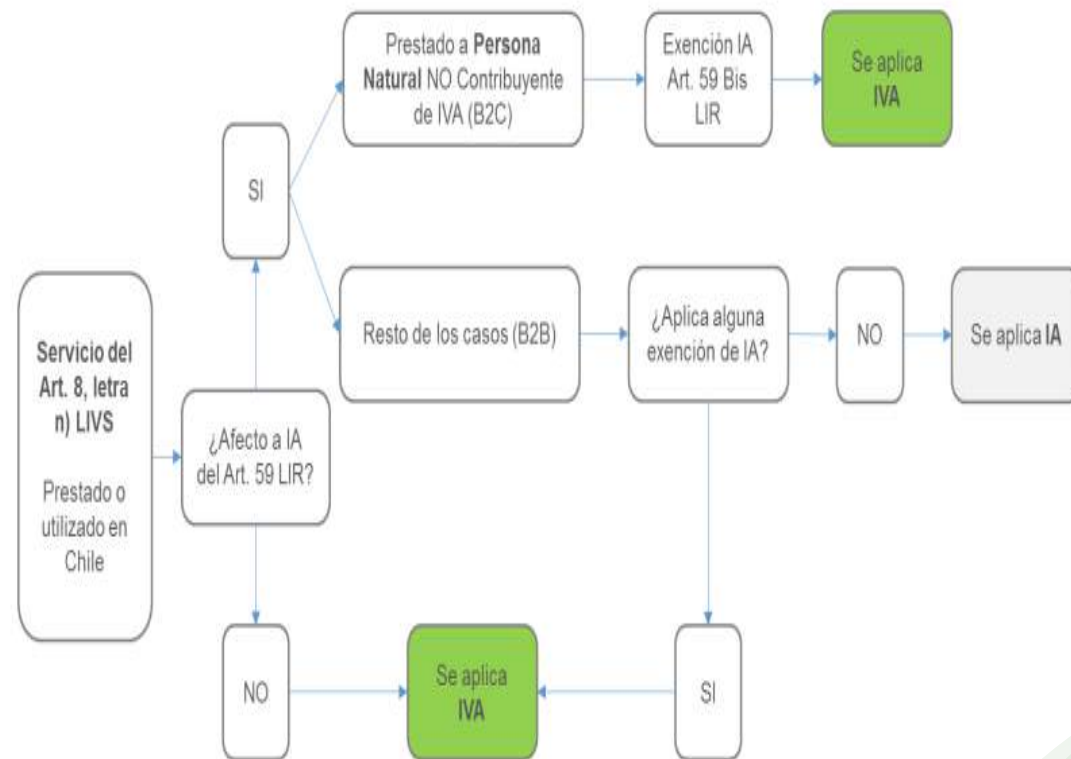 Servicio del
Art. 8, letra
n) LIVS
Prestado o
utilizado en
Chile
¿Afecto a IA
del Art. 59 LIR?
SI
Prestado a Persona
Natural NO Contribuyente
de IVA (B2C)
Exención IA
Art. 59 Bis
LIR
Se aplica
IVA
Resto de los casos (B2B)
¿Aplica alguna
exención de IA?
NO
Se aplica IA
NO
Se aplica
IVA
SI